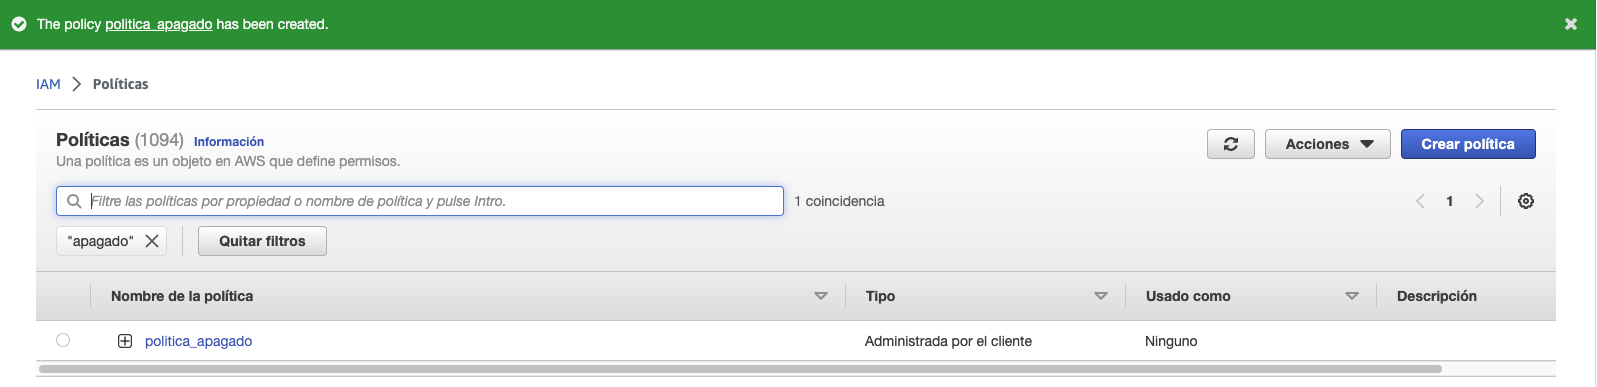 The policy politica_apagado has been created.
IAM > Políticas
Políticas (1094) Información
Una política es un objeto en AWS que define permisos.
Acciones
Crear política
Filtre las políticas por propiedad o nombre de política y pulse Intro.
1 coincidencia
1
"apagado"
Quitar filtros
Nombre de la política Tipo Usado como Descripción
politica_apagado Administrada por el cliente Ninguno